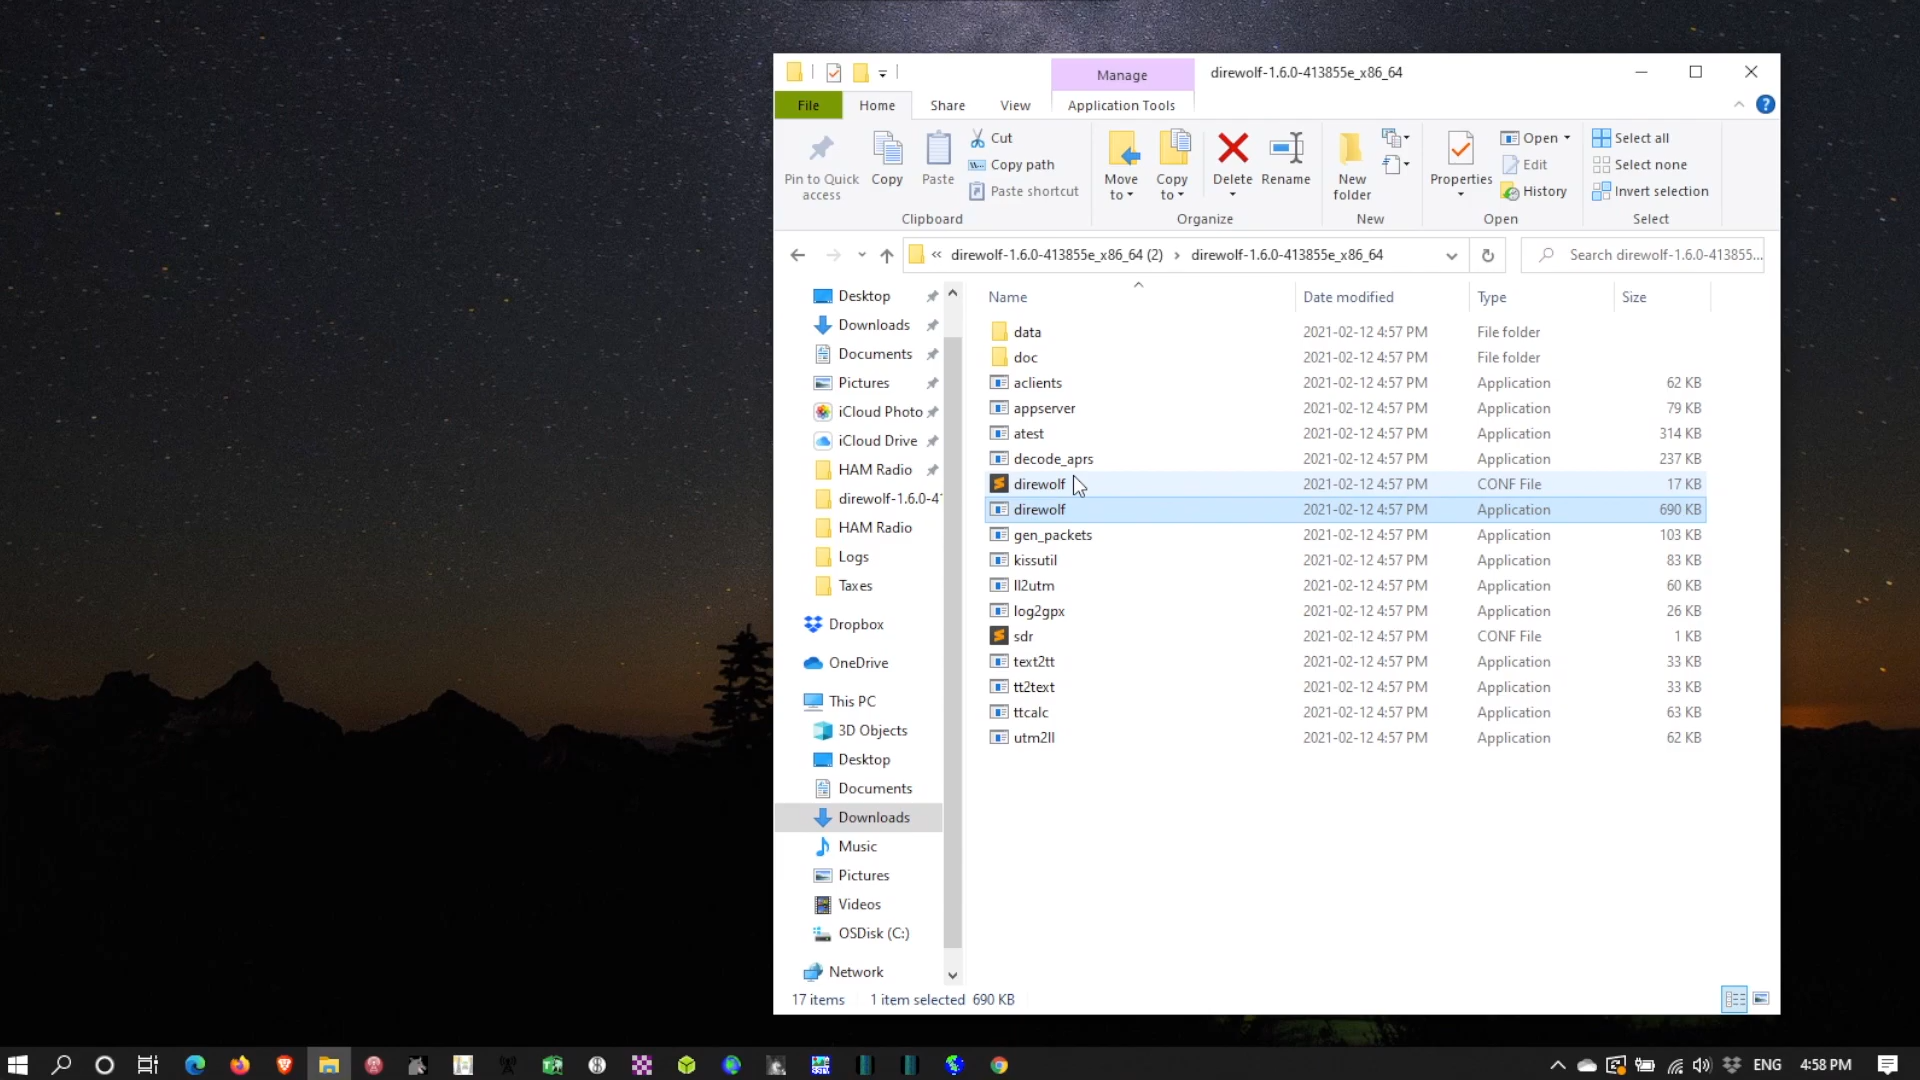 Manage
direwolf-1.6.0-413855e_x86_64
File
Home
Share
View
Application Tools
Pin to Quick access
Copy
Paste
Cut
Copy path
Paste shortcut
Clipboard
Move to
Copy to
Delete
Rename
Organize
New folder
New
Properties
Open
Edit
History
Open
Select all
Select none
Invert selection
Select
« direwolf-1.6.0-413855e_x86_64 (2) › direwolf-1.6.0-413855e_x86_64
Search direwolf-1.6.0-413855...
Desktop
Downloads
Documents
Pictures
iCloud Photo
iCloud Drive
HAM Radio
direwolf-1.6.0-41
HAM Radio
Logs
Taxes
Dropbox
OneDrive
This PC
3D Objects
Desktop
Documents
Downloads
Music
Pictures
Videos
OSDisk (C:)
Network
Name Date modified Type Size
data 2021-02-12 4:57 PM File folder
doc 2021-02-12 4:57 PM File folder
aclients 2021-02-12 4:57 PM Application 62 KB
appserver 2021-02-12 4:57 PM Application 79 KB
atest 2021-02-12 4:57 PM Application 314 KB
decode_aprs 2021-02-12 4:57 PM Application 237 KB
direwolf 2021-02-12 4:57 PM CONF File 17 KB
direwolf 2021-02-12 4:57 PM Application 690 KB
gen_packets 2021-02-12 4:57 PM Application 103 KB
kissutil 2021-02-12 4:57 PM Application 83 KB
ll2utm 2021-02-12 4:57 PM Application 60 KB
log2gpx 2021-02-12 4:57 PM Application 26 KB
sdr 2021-02-12 4:57 PM CONF File 1 KB
text2tt 2021-02-12 4:57 PM Application 33 KB
tt2text 2021-02-12 4:57 PM Application 33 KB
ttcalc 2021-02-12 4:57 PM Application 63 KB
utm2ll 2021-02-12 4:57 PM Application 62 KB
17 items 1 item selected 690 KB
ENG 4:58 PM